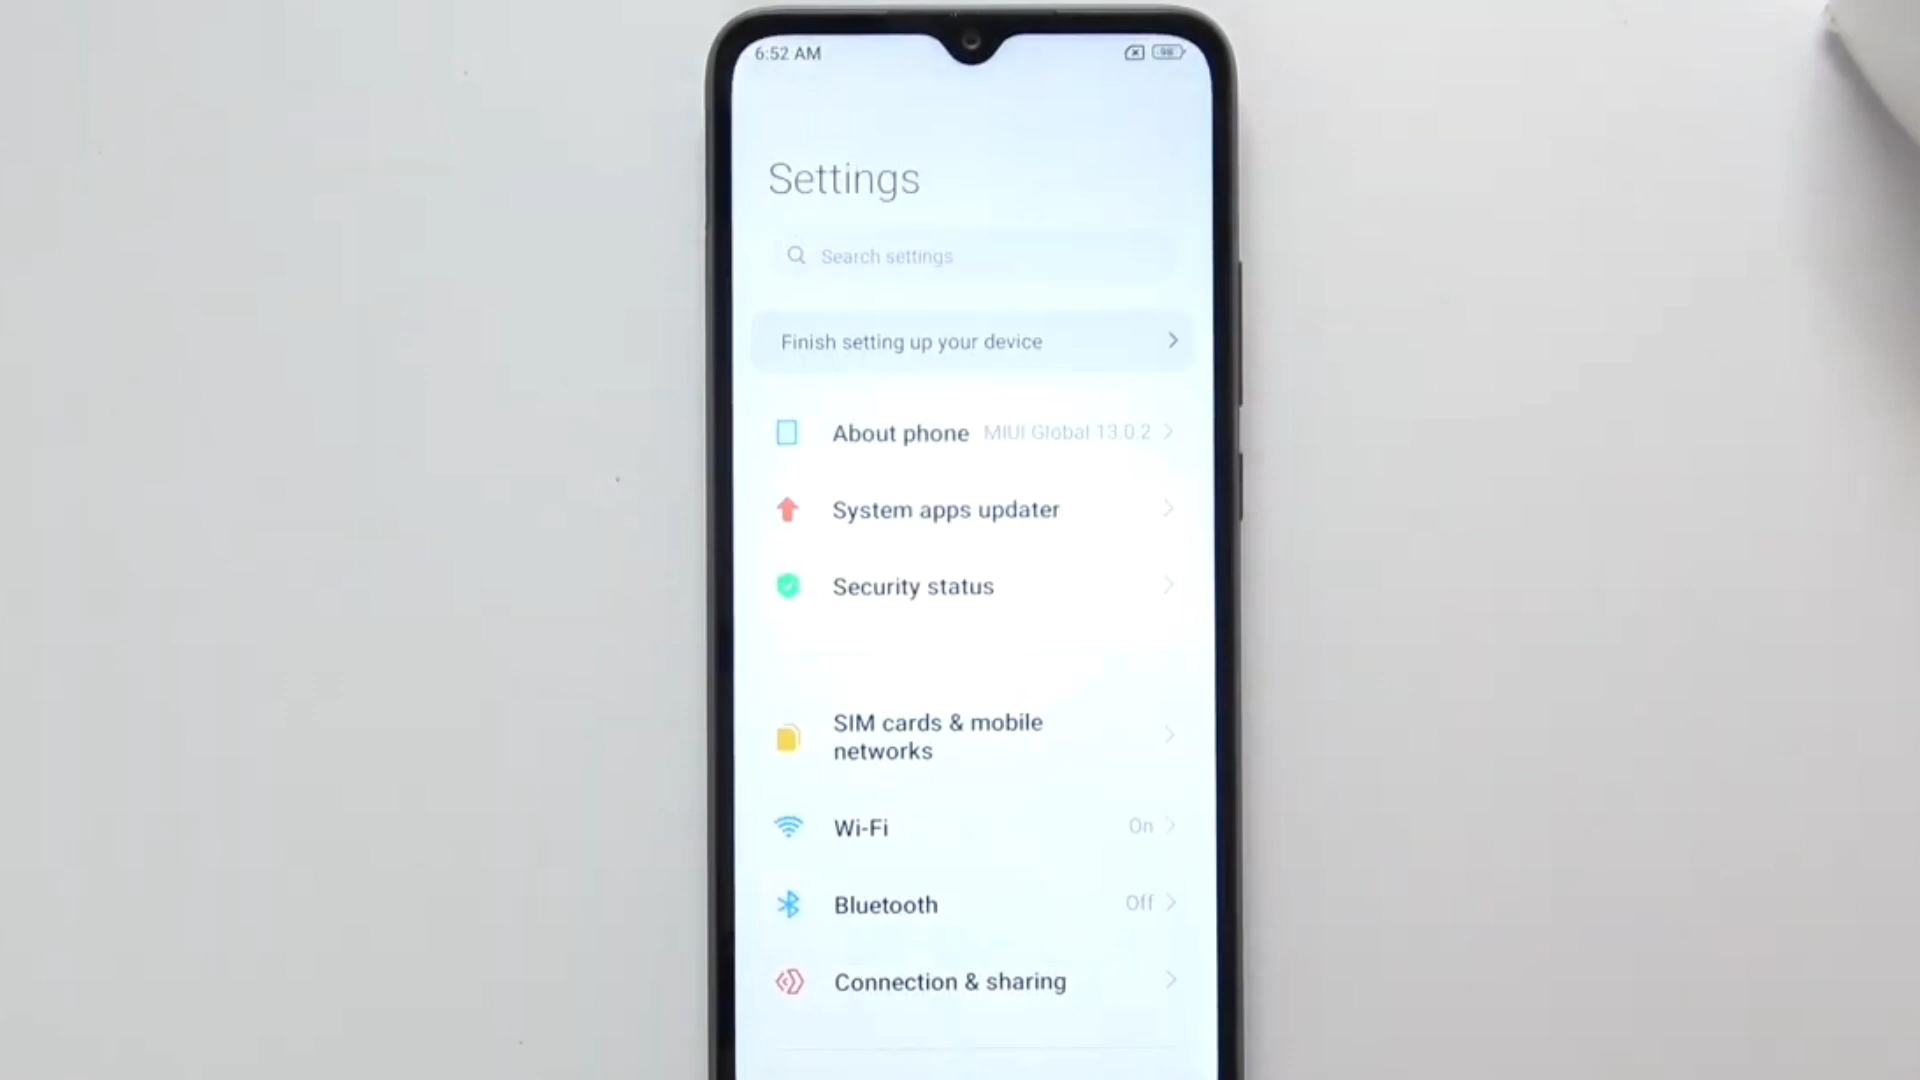 6:52 AM
98
Settings
Search settings
Finish setting up your device
About phone MIUI Global 13.0.2
System apps updater
Security status
SIM cards & mobile
networks
Wi-Fi On
Bluetooth Off
Connection & sharing